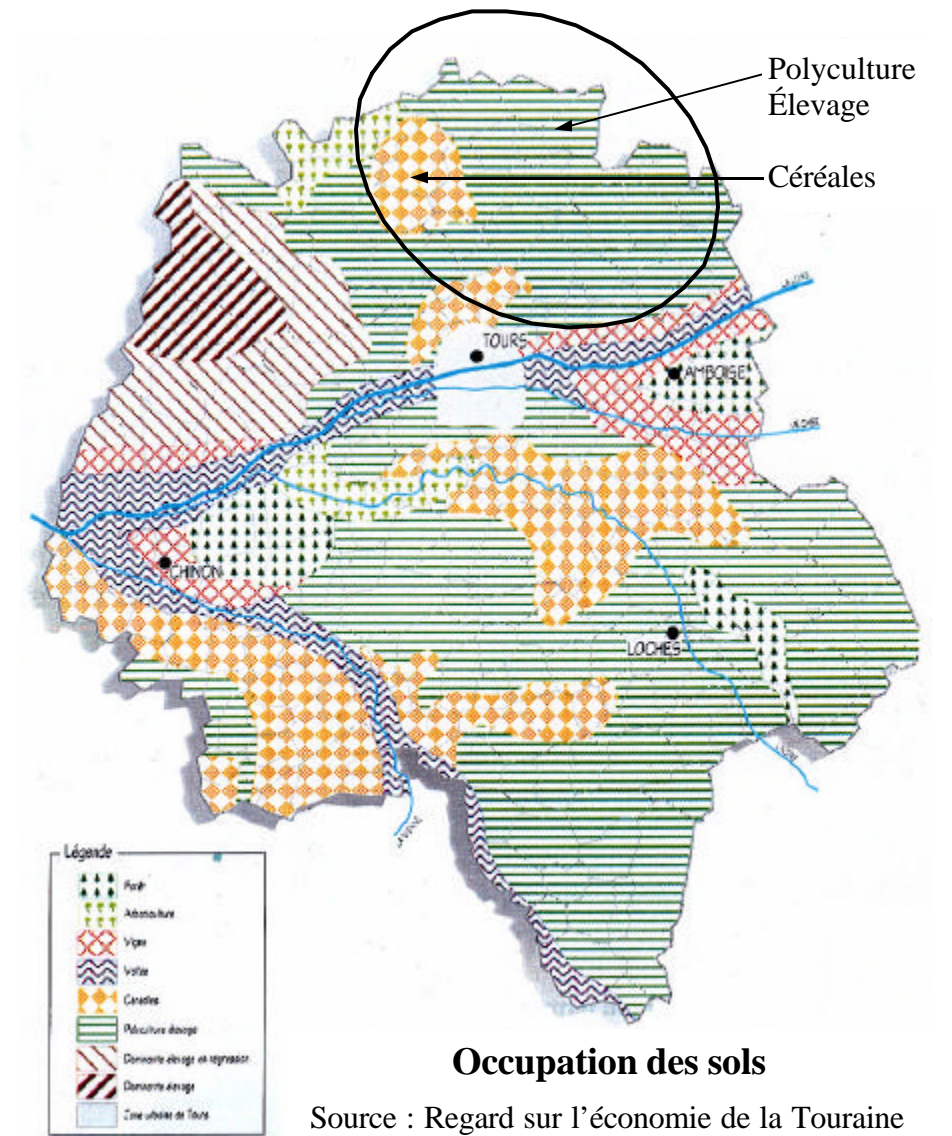 Polyculture
Élevage
Céréales
TOURS
AMBOISE
CHINON
LOCHES
Légende
Forêt
Arboriculture
Vigne
Vallée
Céréales
Polyculture élevage
Dominante élevage en régression
Dominante élevage
Zone urbaine de Tours
Occupation des sols
Source : Regard sur l’économie de la Touraine